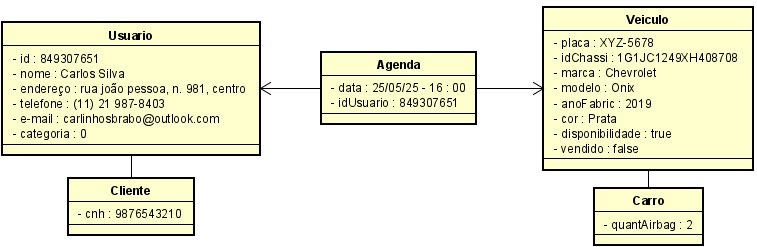 Usuario
- id : 849307651
- nome : Carlos Silva
- endereço : rua joão pessoa, n. 981, centro
- telefone : (11) 21 987-8403
- e-mail : carlinhosbrabo@outlook.com
- categoria : 0
Cliente
- cnh : 9876543210
Agenda
- data : 25/05/25 - 16 : 00
- idUsuario : 849307651
Veiculo
- placa : XYZ-5678
- idChassi : 1G1JC1249XH408708
- marca : Chevrolet
- modelo : Onix
- anoFabric : 2019
- cor : Prata
- disponibilidade : true
- vendido : false
Carro
- quantAirbag : 2